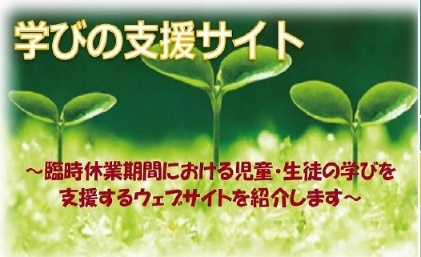 学びの支援サイト
～臨時休業期間における児童・生徒の学びを
支援するウェブサイトを紹介します～